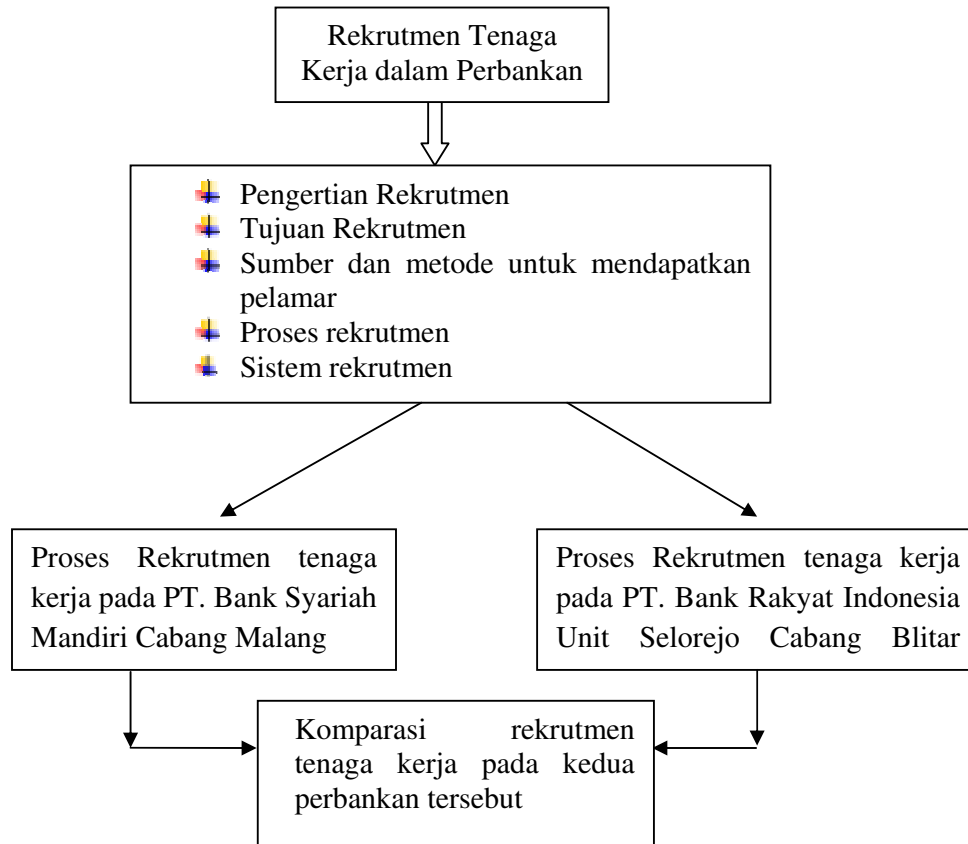 Rekrutmen Tenaga
Kerja dalam Perbankan
Pengertian Rekrutmen
Tujuan Rekrutmen
Sumber dan metode untuk mendapatkan
pelamar
Proses rekrutmen
Sistem rekrutmen
Proses Rekrutmen tenaga
kerja pada PT. Bank Syariah
Mandiri Cabang Malang
Proses Rekrutmen tenaga kerja
pada PT. Bank Rakyat Indonesia
Unit Selorejo Cabang Blitar
Komparasi rekrutmen
tenaga kerja pada kedua
perbankan tersebut